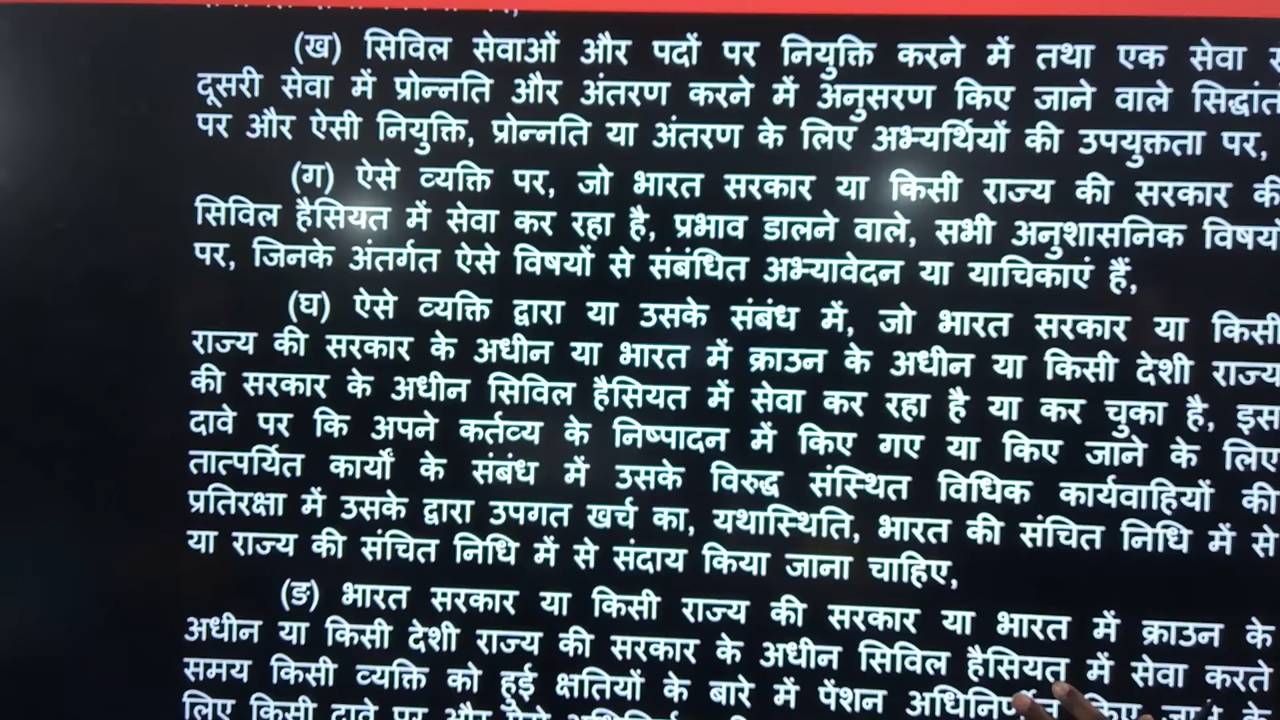 (ख) सिविल सेवाओं और पदों पर नियुक्ति करने में तथा एक सेवा
दूसरी सेवा में प्रोन्नति और अंतरण करने में अनुसरण किए जाने वाले सिद्धांत
पर और ऐसी नियुक्ति, प्रोन्नति या अंतरण के लिए अभ्यर्थियों की उपयुक्तता पर,
(ग) ऐसे व्यक्ति पर, जो भारत सरकार या किसी राज्य की सरकार की
सिविल हैसियत में सेवा कर रहा है, प्रभाव डालने वाले, सभी अनुशासनिक विषयों
पर, जिनके अंतर्गत ऐसे विषयों से संबंधित अभ्यावेदन या याचिकाएं हैं,
(घ) ऐसे व्यक्ति द्वारा या उसके संबंध में, जो भारत सरकार या किसी
राज्य की सरकार के अधीन या भारत में क्राउन के अधीन या किसी देशी राज्य
की सरकार के अधीन सिविल हैसियत में सेवा कर रहा है या कर चुका है, इस
दावे पर कि अपने कर्तव्य के निष्पादन में किए गए या किए जाने के लिए
तात्पर्यित कार्यों के संबंध में उसके विरुद्ध संस्थित विधिक कार्यवाहियों की
प्रतिरक्षा में उसके द्वारा उपगत खर्च का, यथास्थिति, भारत की संचित निधि में से
या राज्य की संचित निधि में से संदाय किया जाना चाहिए,
(ङ) भारत सरकार या किसी राज्य की सरकार या भारत में क्राउन के
अधीन या किसी देशी राज्य की सरकार के अधीन सिविल हैसियत में सेवा करते
समय किसी व्यक्ति को हुई क्षतियों के बारे में पेंशन
लिए किसी दावे पर और